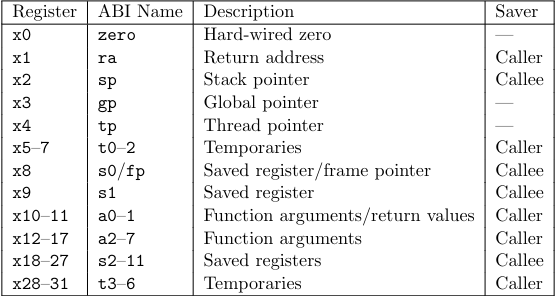 Register ABI Name Description Saver
x0 zero Hard-wired zero —
x1 ra Return address Caller
x2 sp Stack pointer Callee
x3 gp Global pointer —
x4 tp Thread pointer —
x5–7 t0–2 Temporaries Caller
x8 s0/fp Saved register/frame pointer Callee
x9 s1 Saved register Callee
x10–11 a0–1 Function arguments/return values Caller
x12–17 a2–7 Function arguments Caller
x18–27 s2–11 Saved registers Callee
x28–31 t3–6 Temporaries Caller